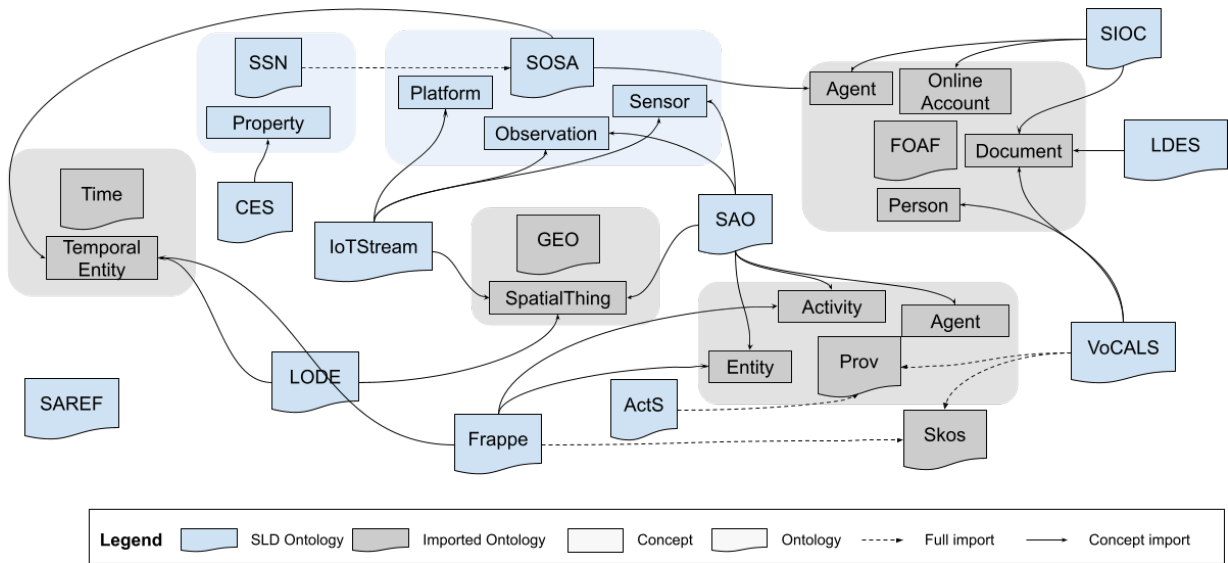 SSN
SOSA
SIOC
Platform
Sensor
Agent
Online
Account
Property
Observation
FOAF
Document
LDES
Time
CES
Person
Temporal
Entity
IoTStream
GEO
SAO
SpatialThing
Activity
Agent
VoCALS
LODE
Entity
Prov
SAREF
ActS
Frappe
Skos
Legend
SLD Ontology
Imported Ontology
Concept
Ontology
Full import
Concept import